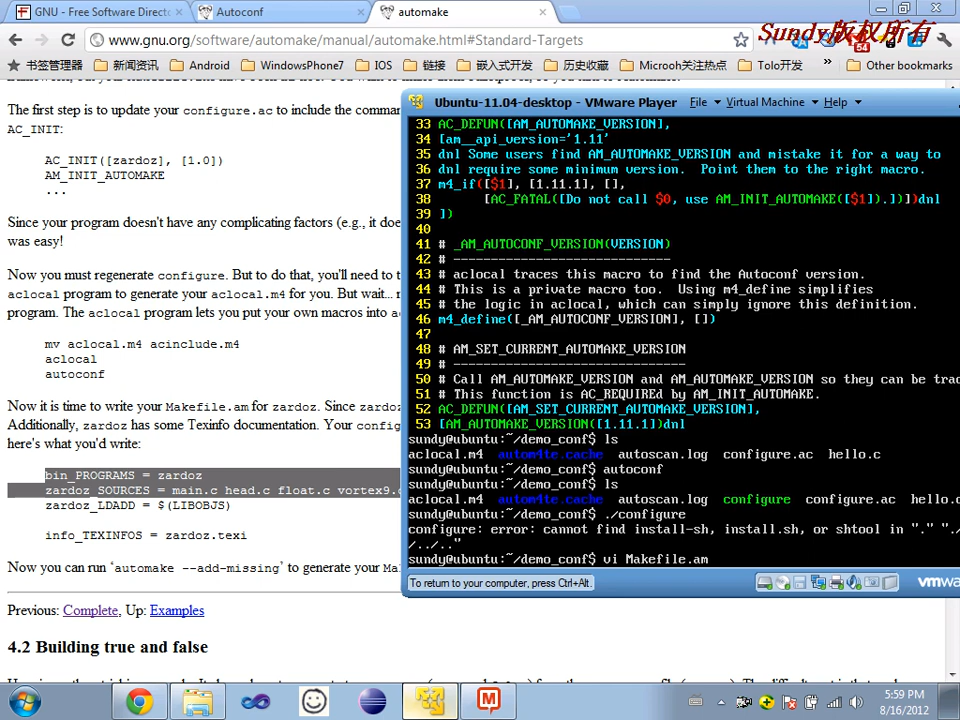 GNU - Free Software Direct
Autoconf
automake
Sundy版权所有
www.gnu.org/software/automake/manual/automake.html#Standard-Targets
54
书签管理器
新闻资讯
Android
WindowsPhone7
IOS
链接
嵌入式开发
历史收藏
Microoh关注热点
Tolo开发
»
Other bookmarks
The first step is to update your configure.ac to include the comman
AC_INIT:
AC_INIT([zardoz], [1.0])
AM_INIT_AUTOMAKE
...
Since your program doesn't have any complicating factors (e.g., it doe
was easy!
Now you must regenerate configure. But to do that, you'll need to t
aclocal program to generate your aclocal.m4 for you. But wait...
program. The aclocal program lets you put your own macros into ac
mv aclocal.m4 acinclude.m4
aclocal
autoconf
Now it is time to write your Makefile.am for zardoz. Since zardoz
Additionally, zardoz has some Texinfo documentation. Your config
here's what you'd write:
bin_PROGRAMS = zardoz
zardoz_SOURCES = main.c head.c float.c vortex9.c
zardoz_LDADD = $(LIBOBJS)
info_TEXINFOS = zardoz.texi
Now you can run ‘automake --add-missing’ to generate your Mak
Previous: Complete, Up: Examples
4.2 Building true and false
Ubuntu-11.04-desktop - VMware Player File Virtual Machine Help
33 AC_DEFUN([AM_AUTOMAKE_VERSION],
34 [am__api_version='1.11'
35 dnl Some users find AM_AUTOMAKE_VERSION and mistake it for a way to
36 dnl require some minimum version.  Point them to the right macro.
37 m4_if([$1], [1.11.1], [],
38       [AC_FATAL([Do not call $0, use AM_INIT_AUTOMAKE([$1]).])])dnl
39 ])
40
41 # _AM_AUTOCONF_VERSION(VERSION)
42 # -----------------------------
43 # aclocal traces this macro to find the Autoconf version.
44 # This is a private macro too.  Using m4_define simplifies
45 # the logic in aclocal, which can simply ignore this definition.
46 m4_define([_AM_AUTOCONF_VERSION], [])
47
48 # AM_SET_CURRENT_AUTOMAKE_VERSION
49 # -------------------------------
50 # Call AM_AUTOMAKE_VERSION and AM_AUTOMAKE_VERSION so they can be trac
51 # This function is AC_REQUIREd by AM_INIT_AUTOMAKE.
52 AC_DEFUN([AM_SET_CURRENT_AUTOMAKE_VERSION],
53 [AM_AUTOMAKE_VERSION([1.11.1])dnl
sundy@ubuntu:~/demo_conf$ ls
aclocal.m4  autom4te.cache  autoscan.log  configure.ac  hello.c
sundy@ubuntu:~/demo_conf$ autoconf
sundy@ubuntu:~/demo_conf$ ls
aclocal.m4  autom4te.cache  autoscan.log  configure  configure.ac  hello.c
sundy@ubuntu:~/demo_conf$ ./configure
configure: error: cannot find install-sh, install.sh, or shtool in "." "./
/../.."
sundy@ubuntu:~/demo_conf$ vi Makefile.am
To return to your computer, press Ctrl+Alt.
vmwa
5:59 PM
8/16/2012